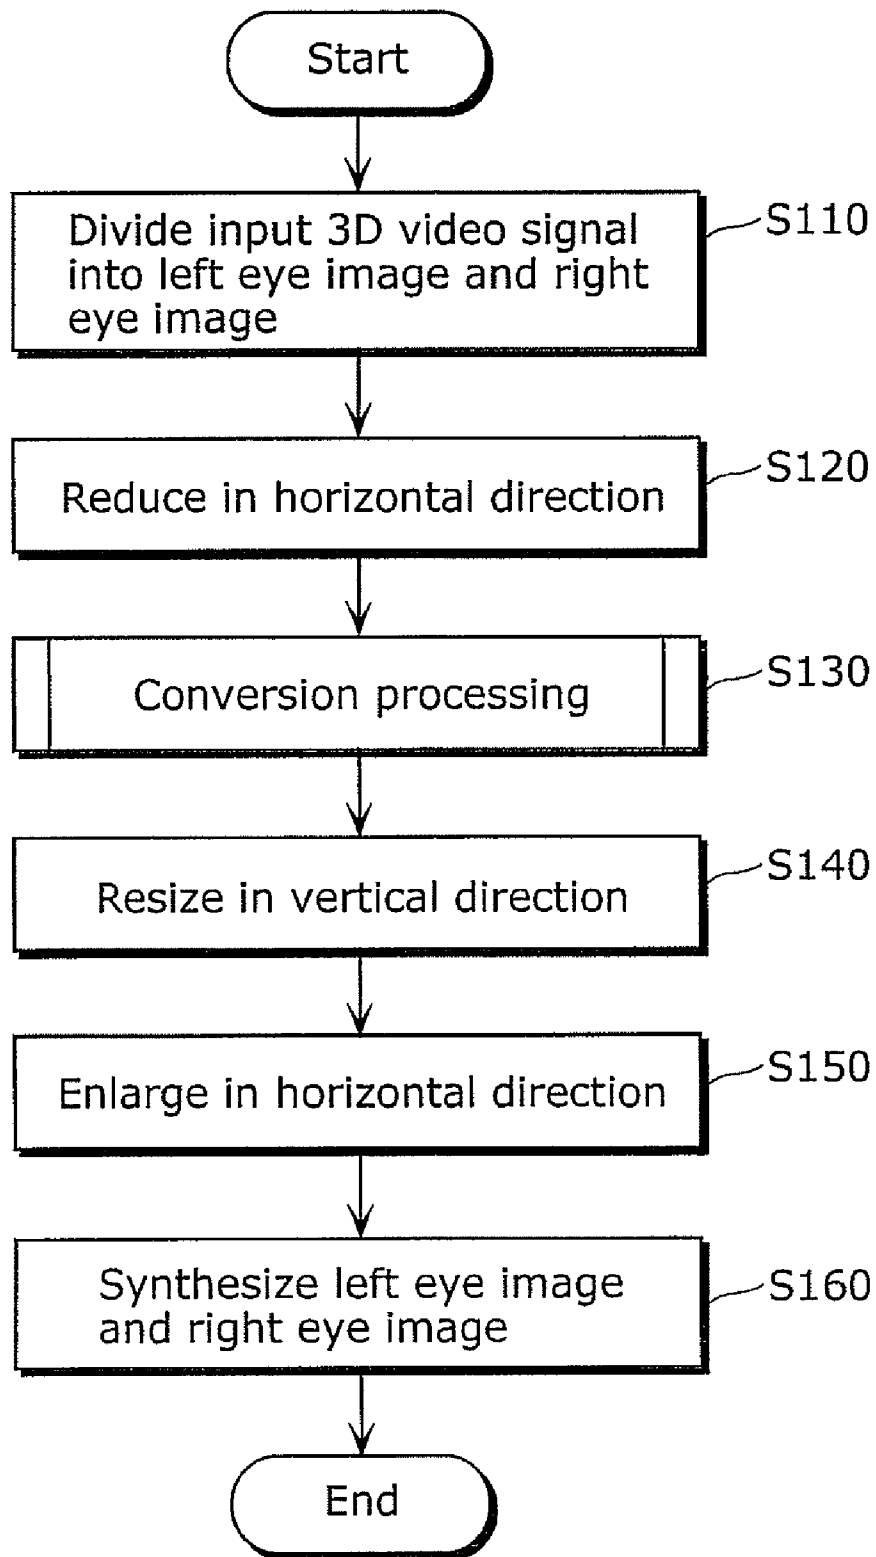 Start
Divide input 3D video signal
into left eye image and right
eye image
S110
Reduce in horizontal direction
S120
Conversion processing
S130
Resize in vertical direction
S140
Enlarge in horizontal direction
S150
Synthesize left eye image
and right eye image
S160
End